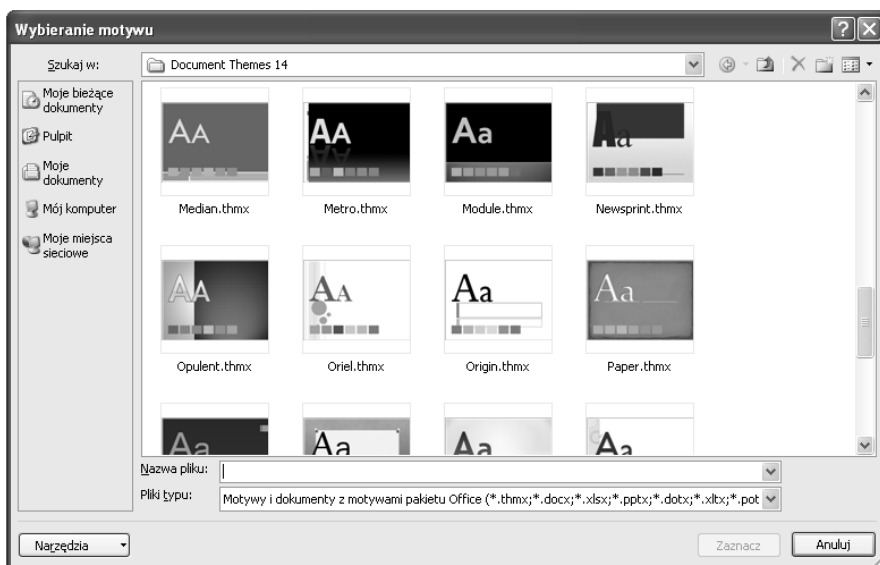 Wybieranie motywu
Szukaj w:
Document Themes 14
Moje bieżące
dokumenty
Pulpit
Moje
dokumenty
Mój komputer
Moje miejsca
sieciowe
AA
AA
Aa
Aa
Median.thmx
Metro.thmx
Module.thmx
Newsprint.thmx
AA
AA
Aa
Aa
Opulent.thmx
Oriel.thmx
Origin.thmx
Paper.thmx
Aa
Aa
Aa
Aa
Nazwa pliku:
Pliki typu:
Motywy i dokumenty z motywami pakietu Office (*.thmx;*.docx;*.xlsx;*.pptx;*.dotx;*.xltx;*.pot
Narzędzia
Zaznacz
Anuluj